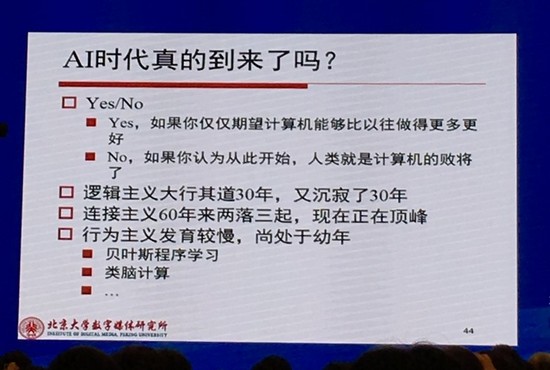 AI时代真的到来了吗？
Yes/No
Yes，如果你仅仅期望计算机能够比以往做得更多更
好
No，如果你认为从此开始，人类就是计算机的败将
了
逻辑主义大行其道30年，又沉寂了30年
连接主义60年来两落三起，现在正在顶峰
行为主义发育较慢，尚处于幼年
贝叶斯程序学习
类脑计算
...
北京大学数字媒体研究所
INSTITUTE OF DIGITAL MEDIA, PEKING UNIVERSITY
44